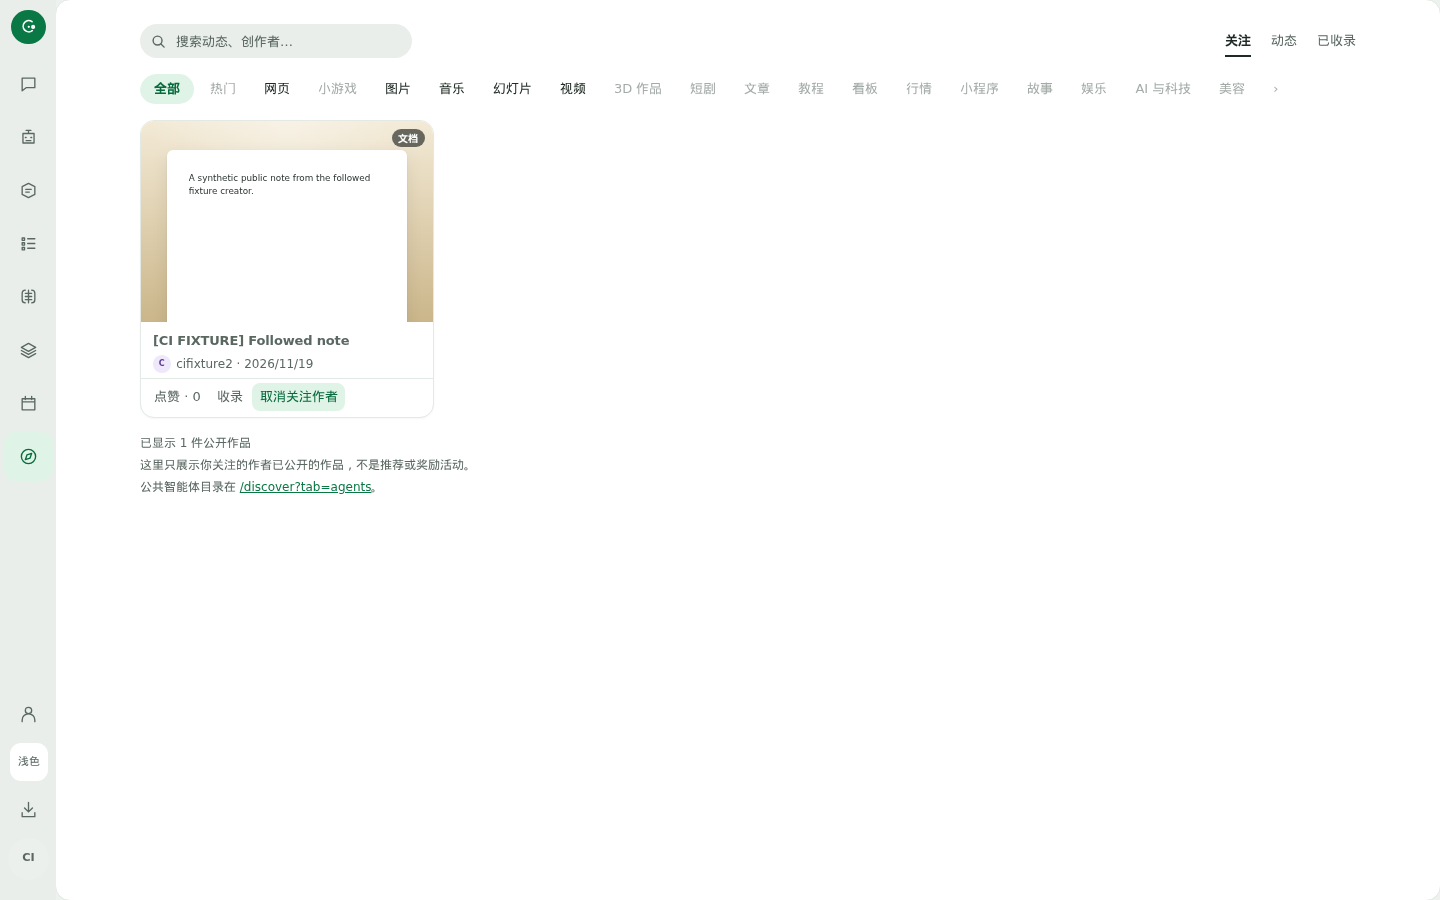 搜索动态、创作者...
关注 动态 已收录
全部 热门 网页 小游戏 图片 音乐 幻灯片 视频 3D 作品 短剧 文章 教程 看板 行情 小程序 故事 娱乐 AI 与科技 美容 ›
文档
A synthetic public note from the followed
fixture creator.
[CI FIXTURE] Followed note
C cifixture2 · 2026/11/19
点赞 · 0 收录 取消关注作者
已显示 1 件公开作品
这里只展示你关注的作者已公开的作品，不是推荐或奖励活动。
公共智能体目录在 /discover?tab=agents。
浅色
CI